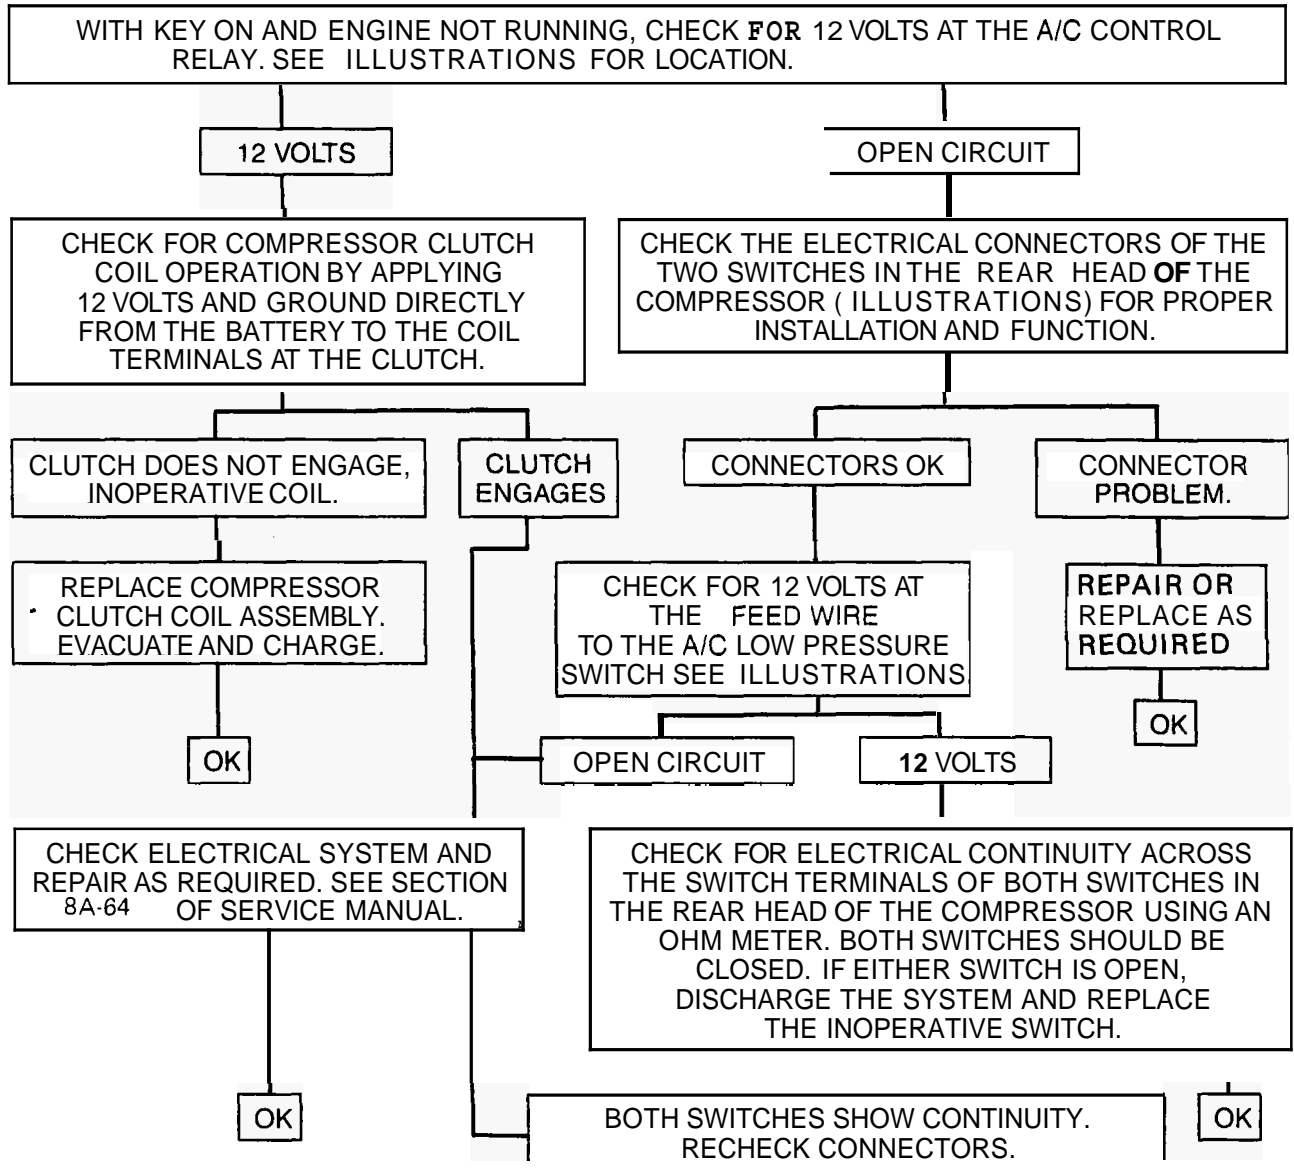 WITH KEY ON AND ENGINE NOT RUNNING, CHECK FOR 12 VOLTS AT THE A/C CONTROL
RELAY. SEE ILLUSTRATIONS FOR LOCATION.
12 VOLTS
OPEN CIRCUIT
CHECK FOR COMPRESSOR CLUTCH
COIL OPERATION BY APPLYING
12 VOLTS AND GROUND DIRECTLY
FROM THE BATTERY TO THE COIL
TERMINALS AT THE CLUTCH.
CHECK THE ELECTRICAL CONNECTORS OF THE
TWO SWITCHES IN THE REAR HEAD OF THE
COMPRESSOR ( ILLUSTRATIONS) FOR PROPER
INSTALLATION AND FUNCTION.
CLUTCH DOES NOT ENGAGE,
INOPERATIVE COIL.
CLUTCH
ENGAGES
CONNECTORS OK
CONNECTOR
PROBLEM.
REPLACE COMPRESSOR
CLUTCH COIL ASSEMBLY.
EVACUATE AND CHARGE.
CHECK FOR 12 VOLTS AT
THE FEED WIRE
TO THE A/C LOW PRESSURE
SWITCH SEE ILLUSTRATIONS
REPAIR OR
REPLACE AS
REQUIRED
OK
OK
OPEN CIRCUIT
12 VOLTS
CHECK ELECTRICAL SYSTEM AND
REPAIR AS REQUIRED. SEE SECTION
8A-64 OF SERVICE MANUAL.
CHECK FOR ELECTRICAL CONTINUITY ACROSS
THE SWITCH TERMINALS OF BOTH SWITCHES IN
THE REAR HEAD OF THE COMPRESSOR USING AN
OHM METER. BOTH SWITCHES SHOULD BE
CLOSED. IF EITHER SWITCH IS OPEN,
DISCHARGE THE SYSTEM AND REPLACE
THE INOPERATIVE SWITCH.
OK
BOTH SWITCHES SHOW CONTINUITY.
RECHECK CONNECTORS.
OK